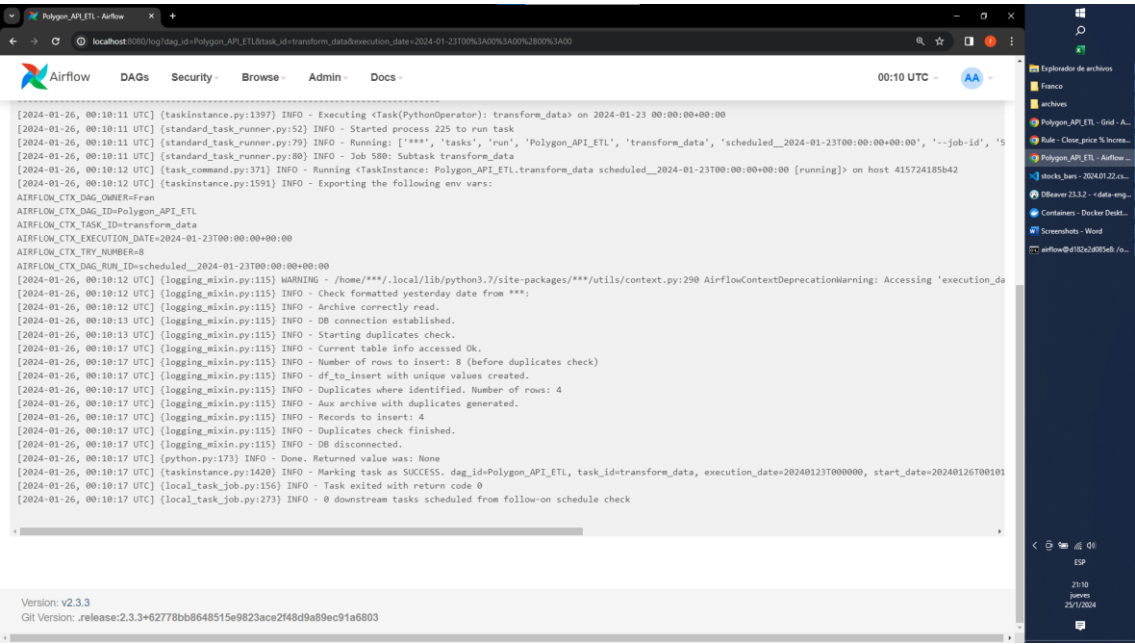 Polygon_API_ETL - Airflow
localhost:8080/log?dag_id=Polygon_API_ETL&task_id=transform_data&execution_date=2024-01-23T00%3A00%3A00%2B00%3A00
Airflow DAGs Security Browse Admin Docs 00:10 UTC AA
[2024-01-26, 00:10:11 UTC] {taskinstance.py:1397} INFO - Executing <Task(PythonOperator): transform_data> on 2024-01-23 00:00:00+00:00
[2024-01-26, 00:10:11 UTC] {standard_task_runner.py:52} INFO - Started process 225 to run task
[2024-01-26, 00:10:11 UTC] {standard_task_runner.py:79} INFO - Running: ['***', 'tasks', 'run', 'Polygon_API_ETL', 'transform_data', 'scheduled__2024-01-23T00:00:00+00:00', '--job-id', '5
[2024-01-26, 00:10:11 UTC] {standard_task_runner.py:80} INFO - Job 580: Subtask transform_data
[2024-01-26, 00:10:12 UTC] {task_command.py:371} INFO - Running <TaskInstance: Polygon_API_ETL.transform_data scheduled__2024-01-23T00:00:00+00:00 [running]> on host 415724185b42
[2024-01-26, 00:10:12 UTC] {taskinstance.py:1591} INFO - Exporting the following env vars:
AIRFLOW_CTX_DAG_OWNER=Fran
AIRFLOW_CTX_DAG_ID=Polygon_API_ETL
AIRFLOW_CTX_TASK_ID=transform_data
AIRFLOW_CTX_EXECUTION_DATE=2024-01-23T00:00:00+00:00
AIRFLOW_CTX_TRY_NUMBER=8
AIRFLOW_CTX_DAG_RUN_ID=scheduled__2024-01-23T00:00:00+00:00
[2024-01-26, 00:10:12 UTC] {logging_mixin.py:115} WARNING - /home/***/.local/lib/python3.7/site-packages/***/utils/context.py:290 AirflowContextDeprecationWarning: Accessing 'execution_da
[2024-01-26, 00:10:12 UTC] {logging_mixin.py:115} INFO - Check formatted yesterday date from ***:
[2024-01-26, 00:10:12 UTC] {logging_mixin.py:115} INFO - Archive correctly read.
[2024-01-26, 00:10:13 UTC] {logging_mixin.py:115} INFO - DB connection established.
[2024-01-26, 00:10:13 UTC] {logging_mixin.py:115} INFO - Starting duplicates check.
[2024-01-26, 00:10:17 UTC] {logging_mixin.py:115} INFO - Current table info accessed Ok.
[2024-01-26, 00:10:17 UTC] {logging_mixin.py:115} INFO - Number of rows to insert: 8 (before duplicates check)
[2024-01-26, 00:10:17 UTC] {logging_mixin.py:115} INFO - df_to_insert with unique values created.
[2024-01-26, 00:10:17 UTC] {logging_mixin.py:115} INFO - Duplicates where identified. Number of rows: 4
[2024-01-26, 00:10:17 UTC] {logging_mixin.py:115} INFO - Aux archive with duplicates generated.
[2024-01-26, 00:10:17 UTC] {logging_mixin.py:115} INFO - Records to insert: 4
[2024-01-26, 00:10:17 UTC] {logging_mixin.py:115} INFO - Duplicates check finished.
[2024-01-26, 00:10:17 UTC] {logging_mixin.py:115} INFO - DB disconnected.
[2024-01-26, 00:10:17 UTC] {python.py:173} INFO - Done. Returned value was: None
[2024-01-26, 00:10:17 UTC] {taskinstance.py:1420} INFO - Marking task as SUCCESS. dag_id=Polygon_API_ETL, task_id=transform_data, execution_date=20240123T000000, start_date=20240126T00101
[2024-01-26, 00:10:17 UTC] {local_task_job.py:156} INFO - Task exited with return code 0
[2024-01-26, 00:10:17 UTC] {local_task_job.py:273} INFO - 0 downstream tasks scheduled from follow-on schedule check
Version: v2.3.3
Git Version: .release:2.3.3+62778bb8648515e9823ace2f48d9a89ec91a6803
Explorador de archivos
Franco
archives
Polygon_API_ETL - Grid - A...
Rule - Close_price % Increa...
Polygon_API_ETL - Airflow ...
stocks_bars - 2024.01.22.cs...
DBeaver 23.3.2 - <data-eng...
Containers - Docker Deskt...
Screenshots - Word
airflow@d182e2d085e8: /o...
ESP
21:10
jueves
25/1/2024